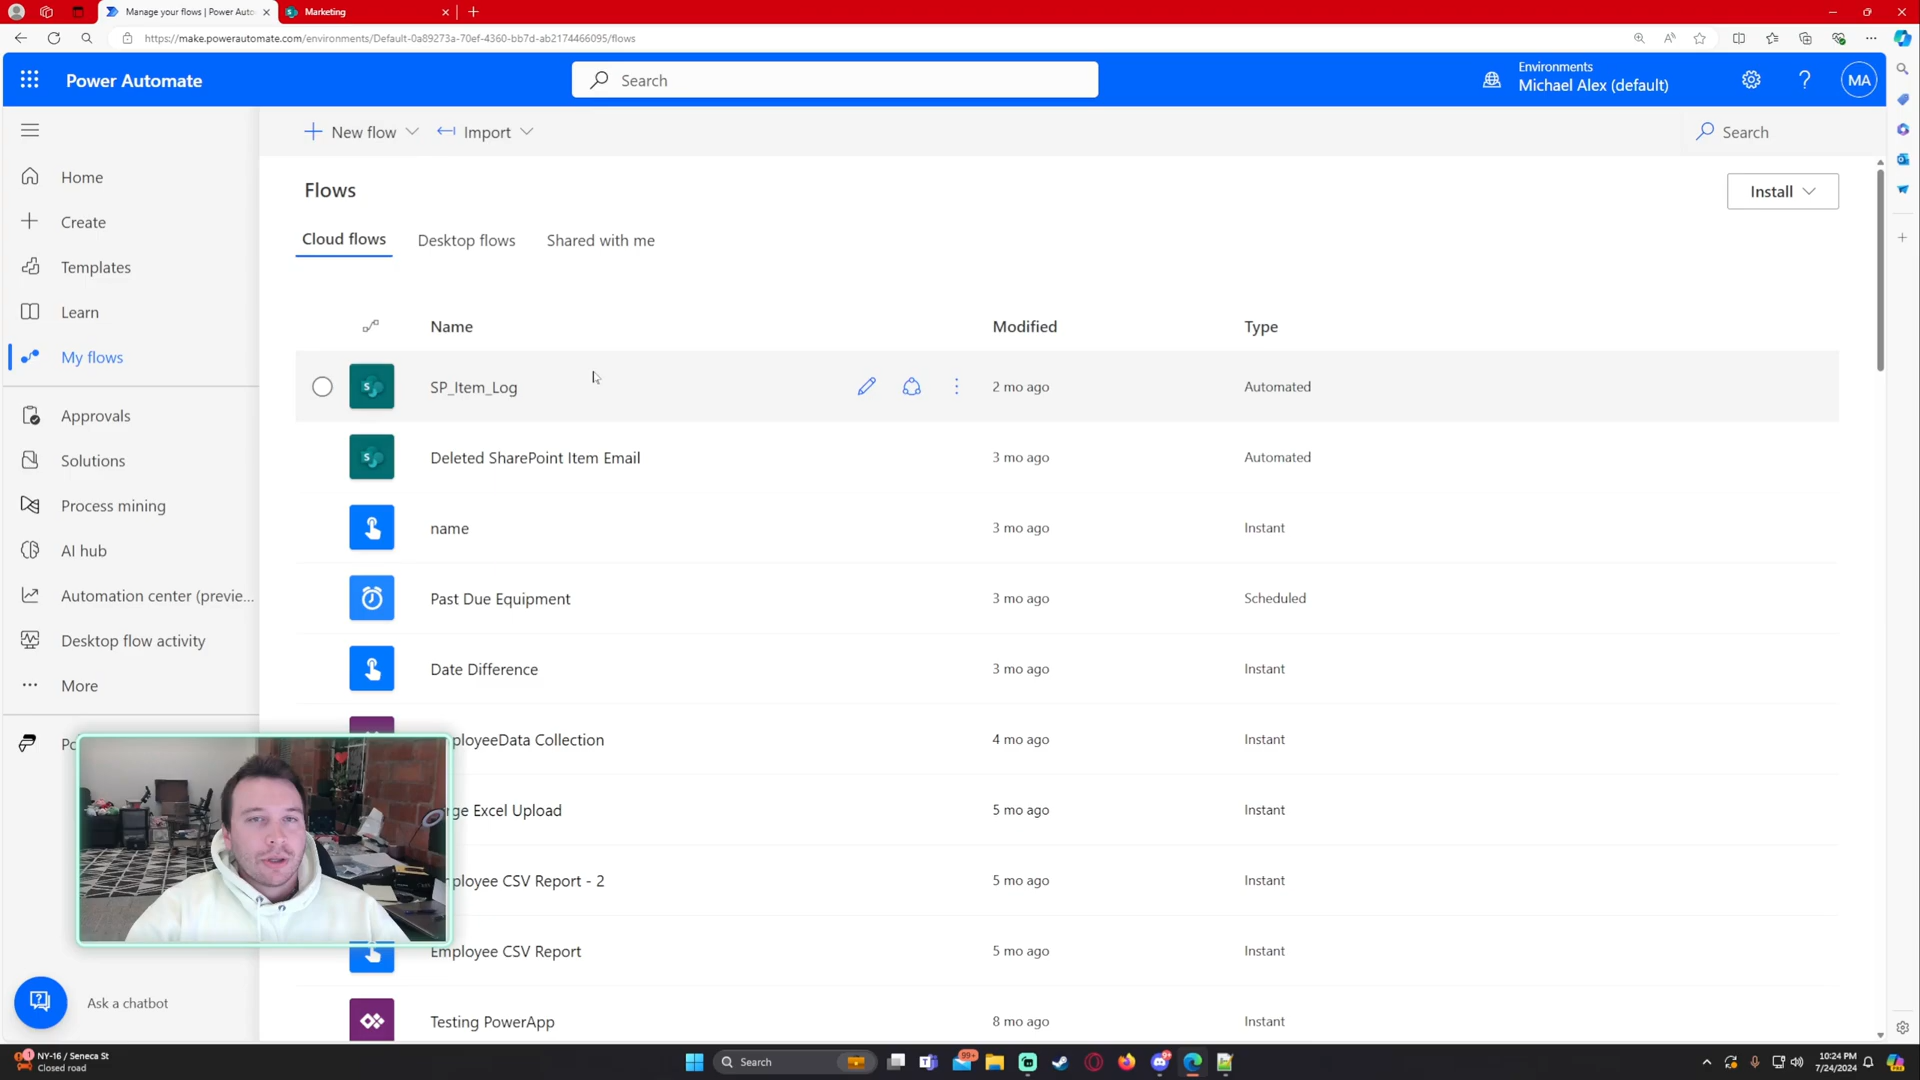 Manage your flows | Power Auto
Marketing
https://make.powerautomate.com/environments/Default-0a89273a-70ef-4360-bb7d-ab2174466095/flows
Power Automate
Search
Environments
Michael Alex (default)
MA
New flow
Import
Search
Home
Create
Templates
Learn
My flows
Approvals
Solutions
Process mining
AI hub
Automation center (previe...
Desktop flow activity
More
Po
Ask a chatbot
Flows
Install
Cloud flows
Desktop flows
Shared with me
Name
Modified
Type
SP_Item_Log
2 mo ago
Automated
Deleted SharePoint Item Email
3 mo ago
Automated
name
3 mo ago
Instant
Past Due Equipment
3 mo ago
Scheduled
Date Difference
3 mo ago
Instant
ployeeData Collection
4 mo ago
Instant
rge Excel Upload
5 mo ago
Instant
ployee CSV Report - 2
5 mo ago
Instant
Employee CSV Report
5 mo ago
Instant
Testing PowerApp
8 mo ago
Instant
NY-16 / Seneca St
Closed road
Search
99+
10:24 PM
7/24/2024